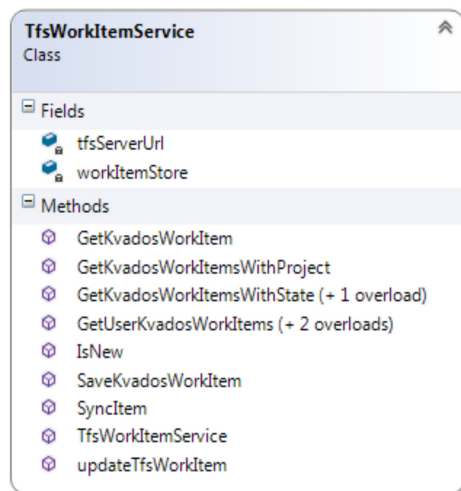 TfsWorkItemService
Class
Fields
tfsServerUrl
workItemStore
Methods
GetKvadosWorkItem
GetKvadosWorkItemsWithProject
GetKvadosWorkItemsWithState (+ 1 overload)
GetUserKvadosWorkItems (+ 2 overloads)
IsNew
SaveKvadosWorkItem
SyncItem
TfsWorkItemService
updateTfsWorkItem